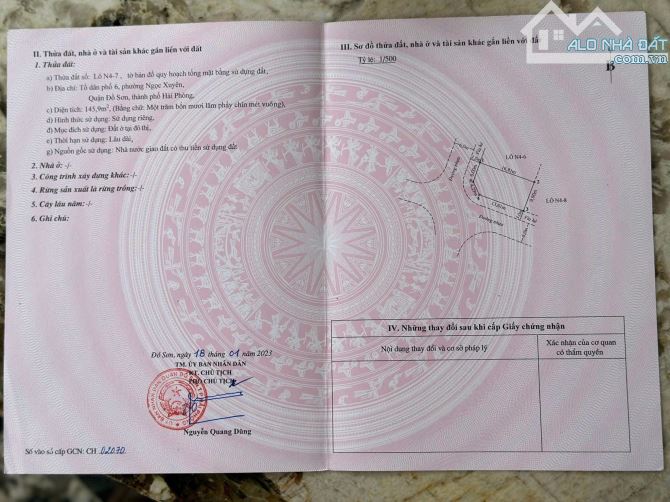 ALO NHÀ ĐẤT
II. Thửa đất, nhà ở và tài sản khác gắn liền với đất
1. Thửa đất:
a) Thửa đất số: Lô N4-7 , tờ bản đồ quy hoạch tổng mặt bằng sử dụng đất,
b) Địa chỉ: Tổ dân phố 6, phường Ngọc Xuyên,
Quận Đồ Sơn, thành phố Hải Phòng,
c) Diện tích: 145,9m², (Bằng chữ: Một trăm bốn mươi lăm phẩy chín mét vuông),
d) Hình thức sử dụng: Sử dụng riêng,
đ) Mục đích sử dụng: Đất ở tại đô thị,
e) Thời hạn sử dụng: Lâu dài,
g) Nguồn gốc sử dụng: Nhà nước giao đất có thu tiền sử dụng đất
2. Nhà ở: -/-
3. Công trình xây dựng khác: -/-
4. Rừng sản xuất là rừng trồng: -/-
5. Cây lâu năm: -/-
6. Ghi chú:
Đồ Sơn, ngày 18 tháng 01 năm 2023
TM. ỦY BAN NHÂN DÂN
KT. CHỦ TỊCH
PHÓ CHỦ TỊCH
Nguyễn Quang Dũng
Số vào sổ cấp GCN: CH 02070
III. Sơ đồ thửa đất, nhà ở và tài sản khác gắn liền với đất
Tỷ lệ: 1/500
B
LÔ N4-6
Đường nhựa
LÔ N4-8
Đường nhựa
IV. Những thay đổi sau khi cấp Giấy chứng nhận
Nội dung thay đổi và cơ sở pháp lý
Xác nhận của cơ quan
có thẩm quyền